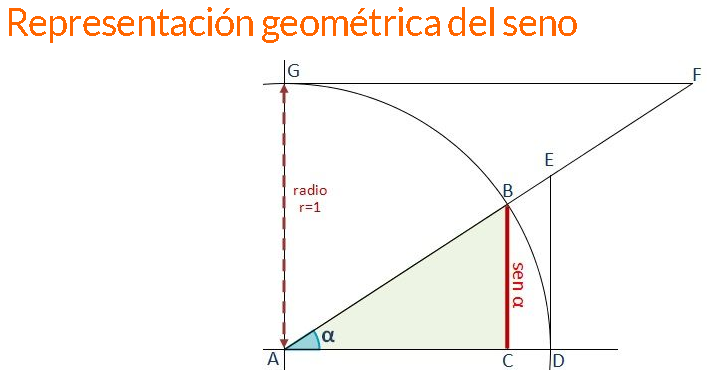 Representación geométrica del seno
G
F
E
B
radio
r=1
sen α
α
A
C
D